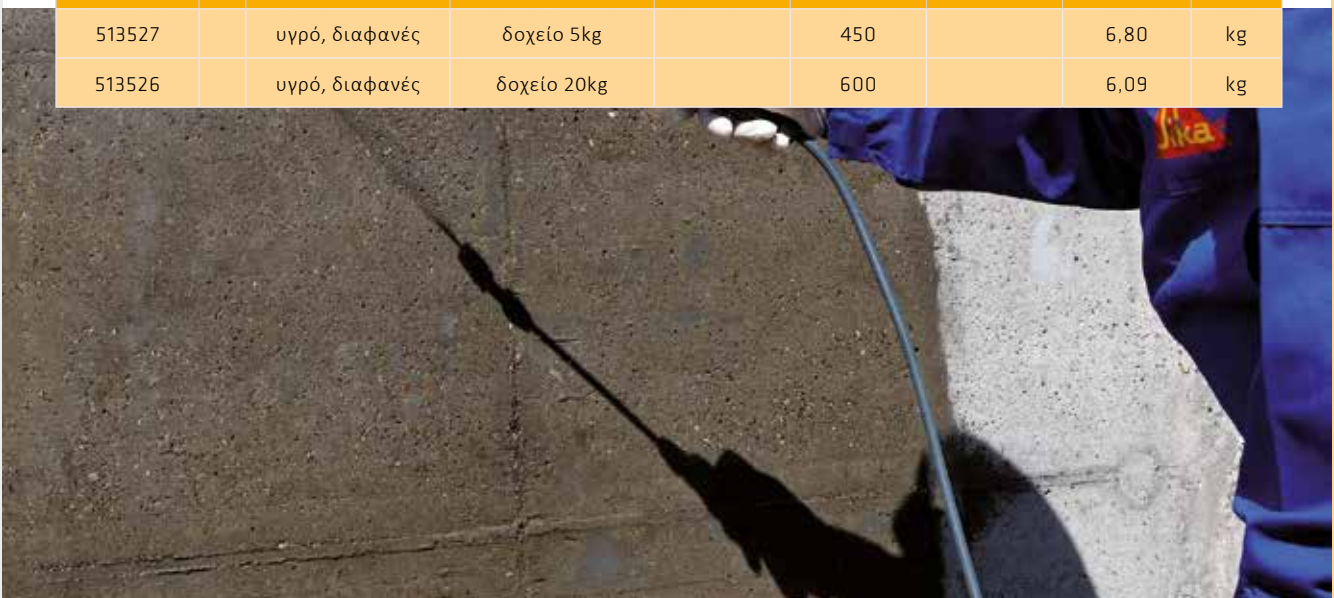 513527 υγρό, διαφανές δοχείο 5kg 450 6,80 kg
513526 υγρό, διαφανές δοχείο 20kg 600 6,09 kg
Sika